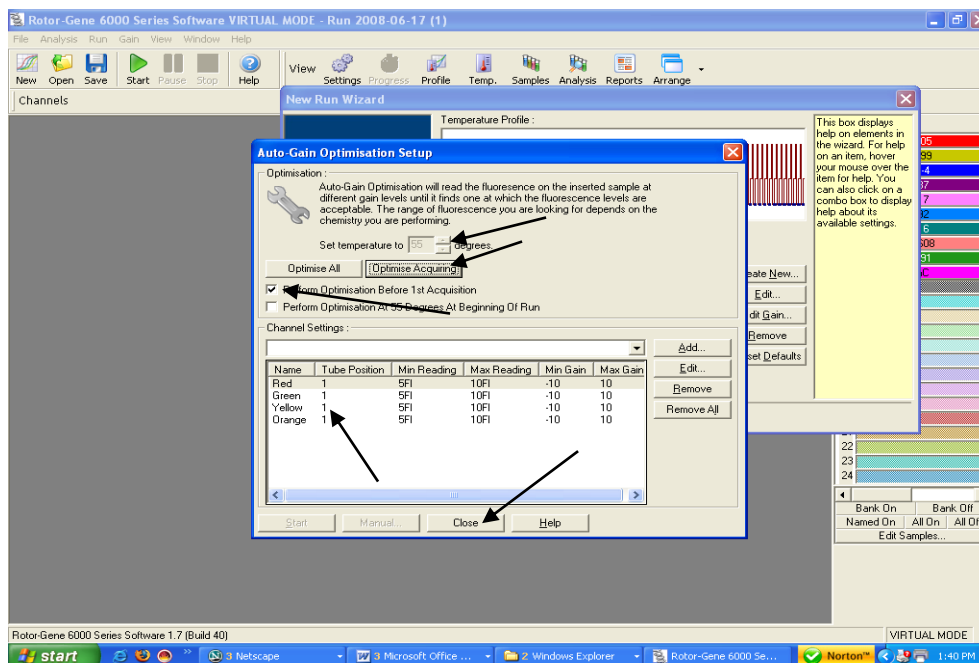 Rotor-Gene 6000 Series Software VIRTUAL MODE - Run 2008-06-17 (1)
File Analysis Run Gain View Window Help
New Open Save Start Pause Stop Help View Settings Progress Profile Temp. Samples Analysis Reports Arrange
Channels
New Run Wizard
Temperature Profile :
This box displays
help on elements in
the wizard. For help
on an item, hover
your mouse over the
item for help. You
can also click on a
combo box to display
help about its
available settings.
Auto-Gain Optimisation Setup
Optimisation :
Auto-Gain Optimisation will read the fluoresence on the inserted sample at
different gain levels until it finds one at which the fluorescence levels are
acceptable. The range of fluorescence you are looking for depends on the
chemistry you are performing.
Set temperature to 55 degrees.
Optimise All Optimise Acquiring
Perform Optimisation Before 1st Acquisition
Perform Optimisation At 55 Degrees At Beginning Of Run
Channel Settings :
Name Tube Position Min Reading Max Reading Min Gain Max Gain
Red 1 5Fl 10Fl -10 10
Green 1 5Fl 10Fl -10 10
Yellow 1 5Fl 10Fl -10 10
Orange 1 5Fl 10Fl -10 10
Add...
Edit...
Remove
Remove All
Start Manual... Close Help
eate New...
Edit...
dit Gain...
Remove
set Defaults
05
99
-4
37
7
6
08
91
22
23
24
Bank On Bank Off
Named On All On All Of
Edit Samples...
Rotor-Gene 6000 Series Software 1.7 (Build 40)
VIRTUAL MODE
start 3 Netscape 3 Microsoft Office ... 2 Windows Explorer Rotor-Gene 6000 Se... Norton™ 1:40 PM